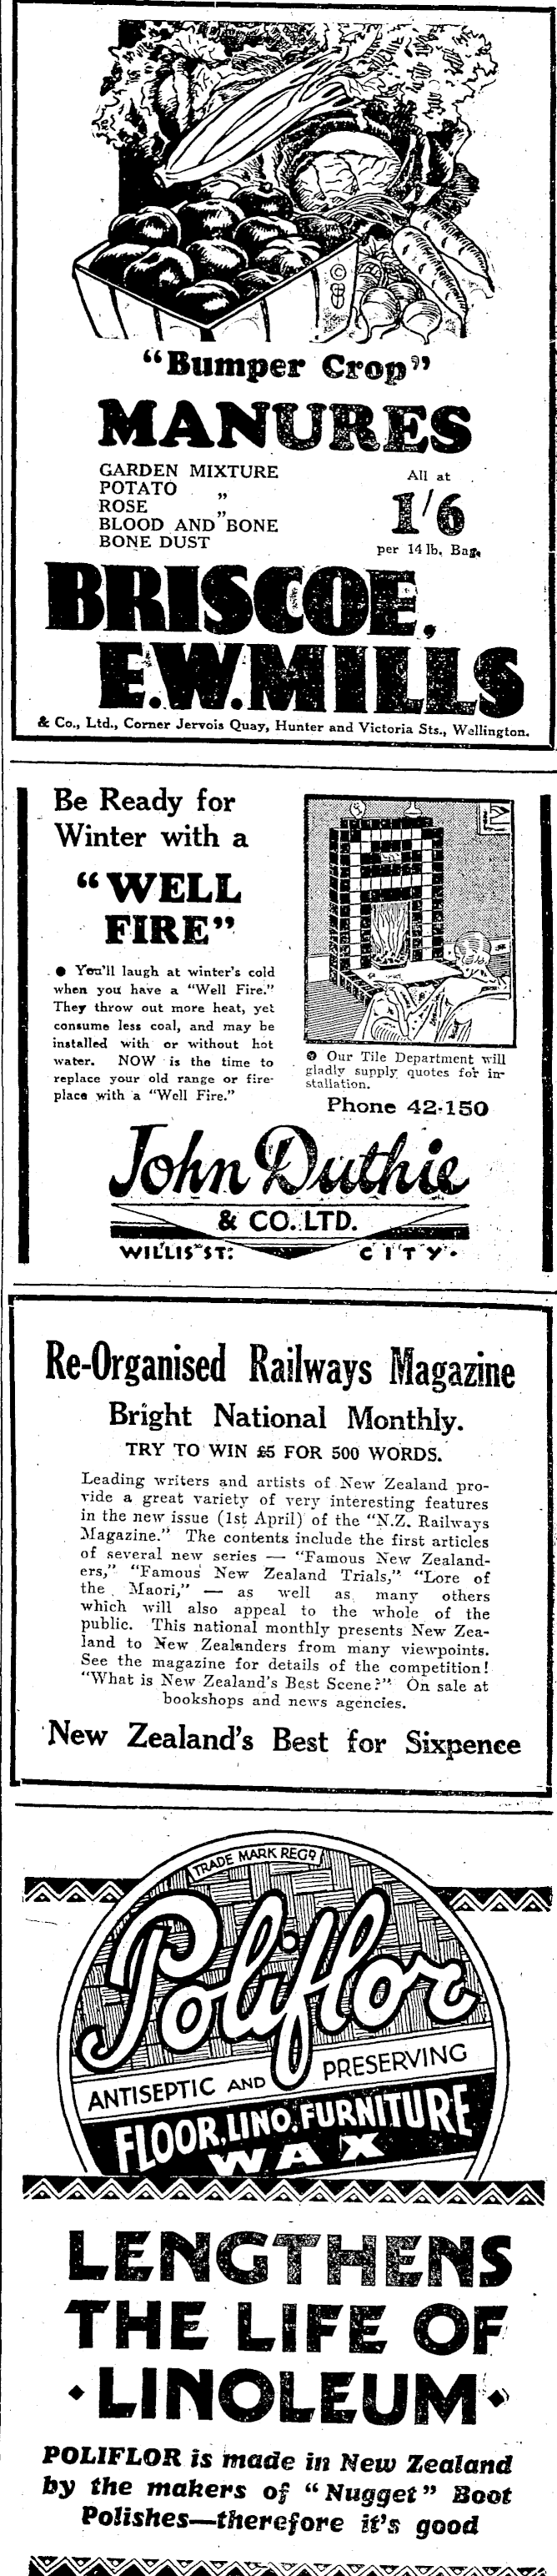 "Bumper Crop"
MANURES
GARDEN MIXTURE
POTATO „
ROSE „
BLOOD AND BONE
BONE DUST
All at
1/6
per 14 lb. Bag.
BRISCOE,
E.W.MILLS
& Co., Ltd., Corner Jervois Quay, Hunter and Victoria Sts., Wellington.
Be Ready for
Winter with a
"WELL
FIRE"
● You'll laugh at winter's cold
when you have a "Well Fire."
They throw out more heat, yet
consume less coal, and may be
installed with or without hot
water. NOW is the time to
replace your old range or fire-
place with a "Well Fire."
● Our Tile Department will
gladly supply quotes for in-
stallation.
Phone 42-150
John Duthie
& CO. LTD.
WILLIS ST. CITY.
Re-Organised Railways Magazine
Bright National Monthly.
TRY TO WIN £5 FOR 500 WORDS.
Leading writers and artists of New Zealand pro-
vide a great variety of very interesting features
in the new issue (1st April) of the "N.Z. Railways
Magazine." The contents include the first articles
of several new series — "Famous New Zealand-
ers," "Famous New Zealand Trials," "Lore of
the Maori," — as well as many others
which will also appeal to the whole of the
public. This national monthly presents New Zea-
land to New Zealanders from many viewpoints.
See the magazine for details of the competition!
"What is New Zealand's Best Scene?" On sale at
bookshops and news agencies.
New Zealand's Best for Sixpence
TRADE MARK REGD
Poliflor
ANTISEPTIC AND PRESERVING
FLOOR, LINO, FURNITURE
WAX
LENGTHENS
THE LIFE OF
LINOLEUM
POLIFLOR is made in New Zealand
by the makers of "Nugget" Boot
Polishes—therefore it's good